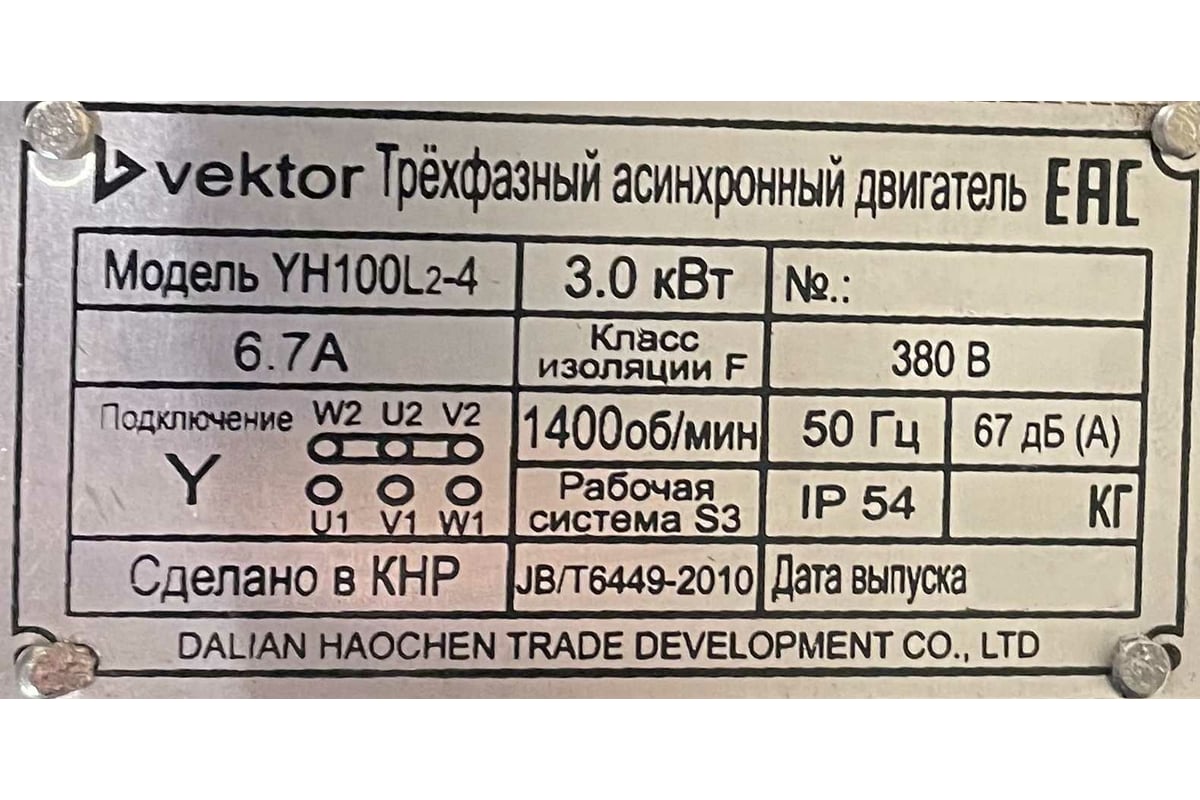 vektor Трёхфазный асинхронный двигатель EAC
Модель YH100L2-4
3.0 кВт
№.:
6.7А
Класс
изоляции F
380 В
Подключение
Y
W2 U2 V2
U1 V1 W1
1400об/мин
50 Гц
67 дБ (А)
Рабочая
система S3
IP 54
КГ
Сделано в КНР
JB/T6449-2010
Дата выпуска
DALIAN HAOCHEN TRADE DEVELOPMENT CO., LTD